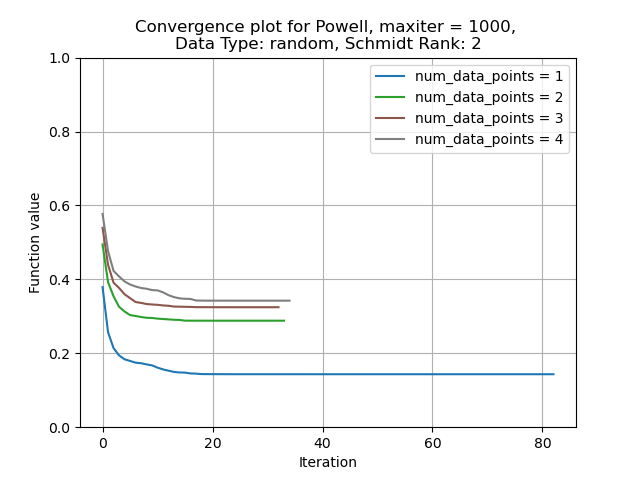 Convergence plot for Powell, maxiter = 1000,
Data Type: random, Schmidt Rank: 2
1.0
0.8
0.6
0.4
0.2
0.0
Function value
num_data_points = 1
num_data_points = 2
num_data_points = 3
num_data_points = 4
0 20 40 60 80
Iteration